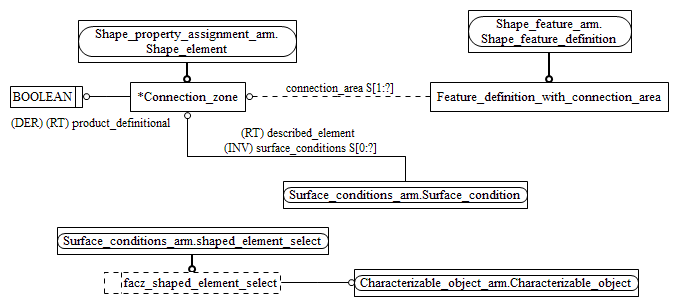 Shape_property_assignment_arm.
Shape_element
Shape_feature_arm.
Shape_feature_definition
BOOLEAN
*Connection_zone
connection_area S[1:?]
Feature_definition_with_connection_area
(DER) (RT) product_definitional
(RT) described_element
(INV) surface_conditions S[0:?]
Surface_conditions_arm.Surface_condition
Surface_conditions_arm.shaped_element_select
facz_shaped_element_select
Characterizable_object_arm.Characterizable_object